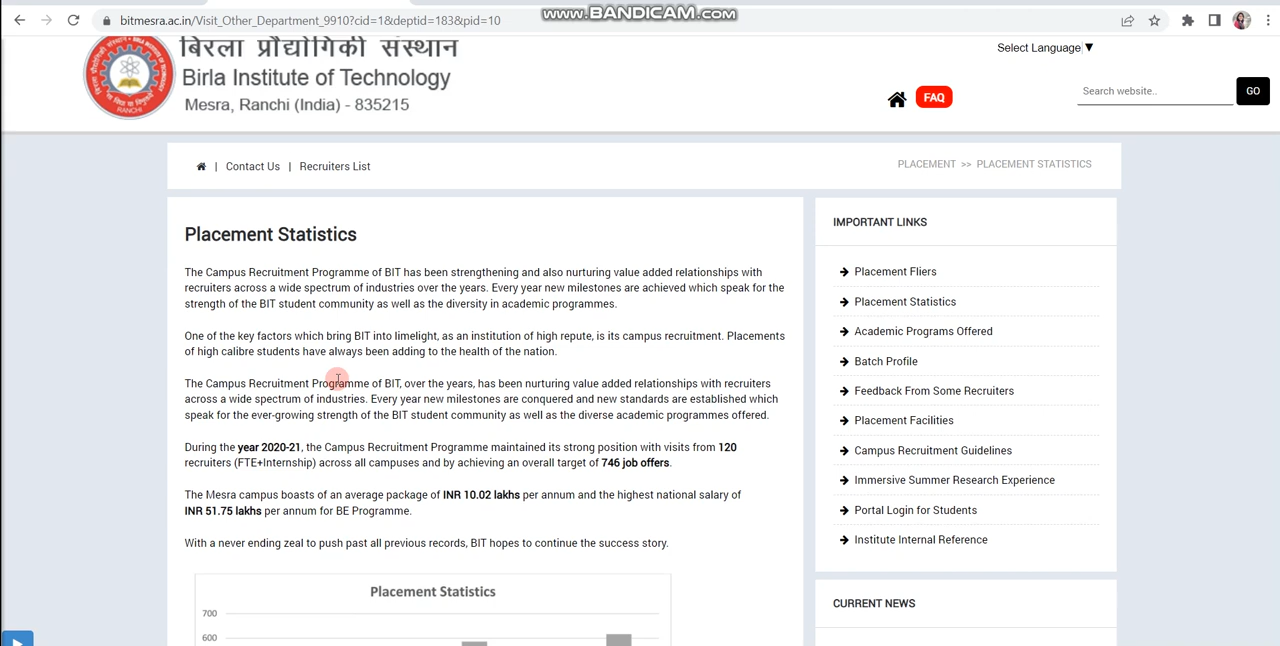 www.BANDICAM.com
bitmesra.ac.in/Visit_Other_Department_9910?cid=1&deptid=183&pid=10
बिरला प्रौद्योगिकी संस्थान
Birla Institute of Technology
Mesra, Ranchi (India) - 835215
RANCHI
Select Language ▼
FAQ
Search website..
GO
| Contact Us | Recruiters List
PLACEMENT >> PLACEMENT STATISTICS
Placement Statistics
The Campus Recruitment Programme of BIT has been strengthening and also nurturing value added relationships with
recruiters across a wide spectrum of industries over the years. Every year new milestones are achieved which speak for the
strength of the BIT student community as well as the diversity in academic programmes.
One of the key factors which bring BIT into limelight, as an institution of high repute, is its campus recruitment. Placements
of high calibre students have always been adding to the health of the nation.
The Campus Recruitment Programme of BIT, over the years, has been nurturing value added relationships with recruiters
across a wide spectrum of industries. Every year new milestones are conquered and new standards are established which
speak for the ever-growing strength of the BIT student community as well as the diverse academic programmes offered.
During the year 2020-21, the Campus Recruitment Programme maintained its strong position with visits from 120
recruiters (FTE+Internship) across all campuses and by achieving an overall target of 746 job offers.
The Mesra campus boasts of an average package of INR 10.02 lakhs per annum and the highest national salary of
INR 51.75 lakhs per annum for BE Programme.
With a never ending zeal to push past all previous records, BIT hopes to continue the success story.
Placement Statistics
700
600
IMPORTANT LINKS
Placement Fliers
Placement Statistics
Academic Programs Offered
Batch Profile
Feedback From Some Recruiters
Placement Facilities
Campus Recruitment Guidelines
Immersive Summer Research Experience
Portal Login for Students
Institute Internal Reference
CURRENT NEWS